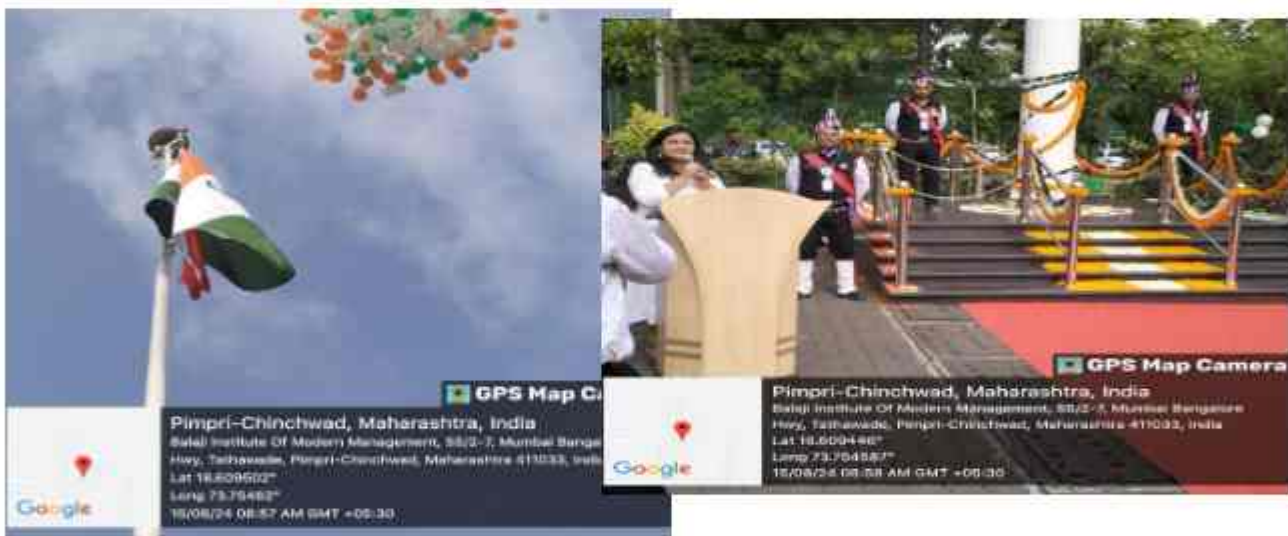 GPS Map Ca
Pimpri-Chinchwad, Maharashtra, India
Balaji Institute Of Modern Management, 55/2-7, Mumbai Banga
Hwy, Tathawade, Pimpri-Chinchwad, Maharashtra 411033, India
Lat 18.609502°
Long 73.75482°
Google
15/08/24 08:57 AM GMT +05:30
GPS Map Camera
Pimpri-Chinchwad, Maharashtra, India
Balaji Institute Of Modern Management, 55/2-7, Mumbai Bangalore
Hwy, Tathawade, Pimpri-Chinchwad, Maharashtra 411033, India
Lat 18.609446°
Long 73.754587°
Google
15/08/24 08:58 AM GMT +05:30